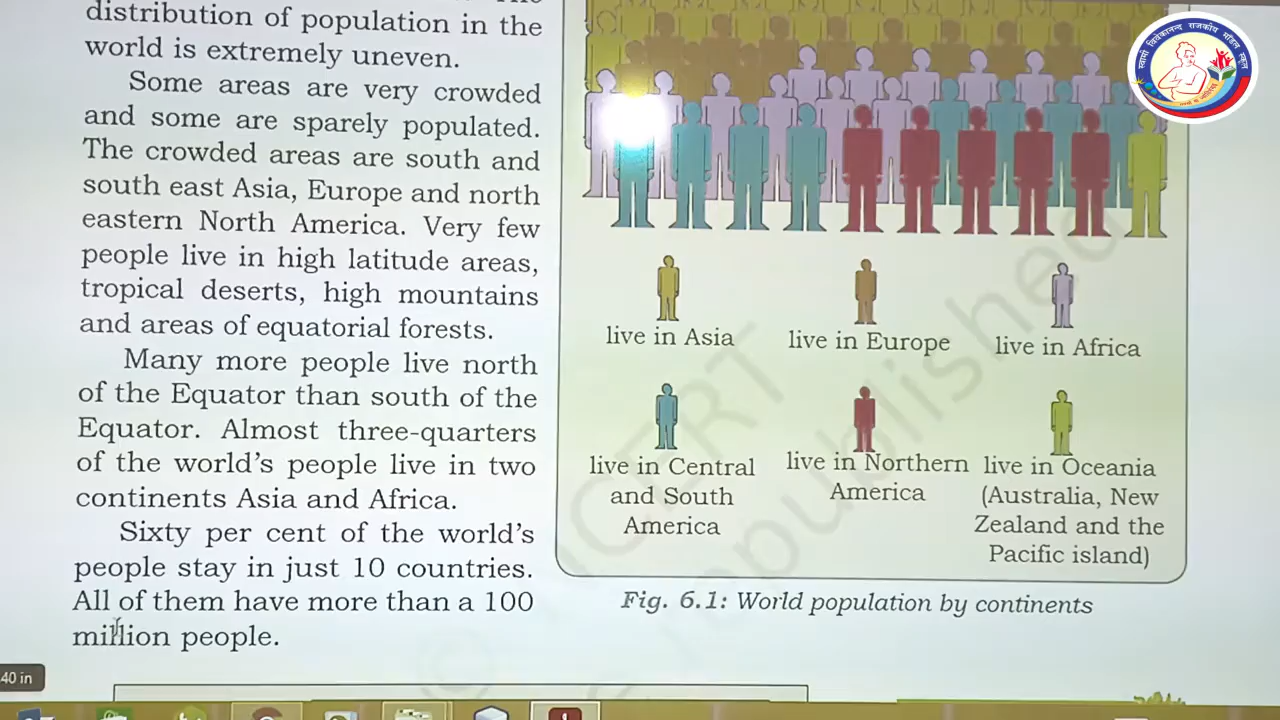 distribution of population in the
world is extremely uneven.
Some areas are very crowded
and some are sparely populated.
The crowded areas are south and
south east Asia, Europe and north
eastern North America. Very few
people live in high latitude areas,
tropical deserts, high mountains
and areas of equatorial forests.
Many more people live north
of the Equator than south of the
Equator. Almost three-quarters
of the world's people live in two
continents Asia and Africa.
Sixty per cent of the world's
people stay in just 10 countries.
All of them have more than a 100
million people.
live in Asia
live in Europe
live in Africa
live in Central
and South
America
live in Northern
America
live in Oceania
(Australia, New
Zealand and the
Pacific island)
Fig. 6.1: World population by continents
© NCERT
republished
स्वामी विवेकानन्द राजकीय मॉडल स्कूल
40 in